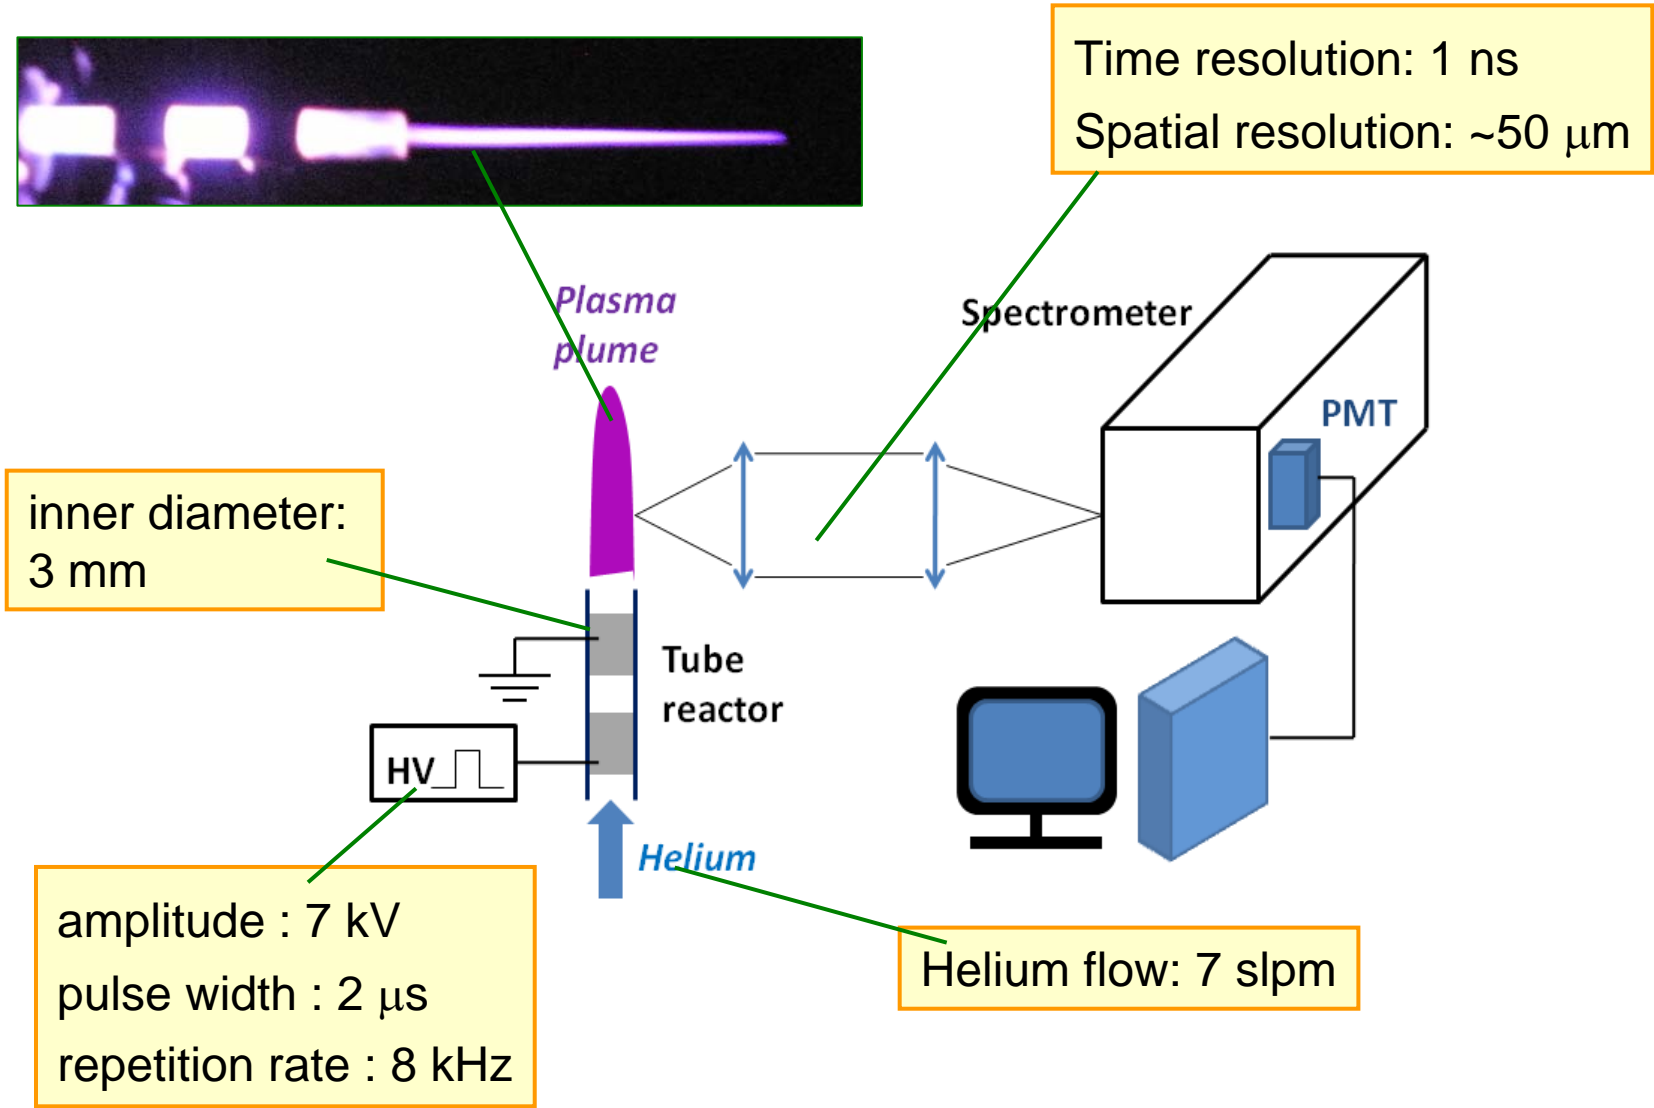 Time resolution: 1 ns
Spatial resolution: ~50 μm
Plasma
plume
Spectrometer
PMT
inner diameter:
3 mm
Tube
reactor
HV
Helium
amplitude : 7 kV
pulse width : 2 μs
repetition rate : 8 kHz
Helium flow: 7 slpm